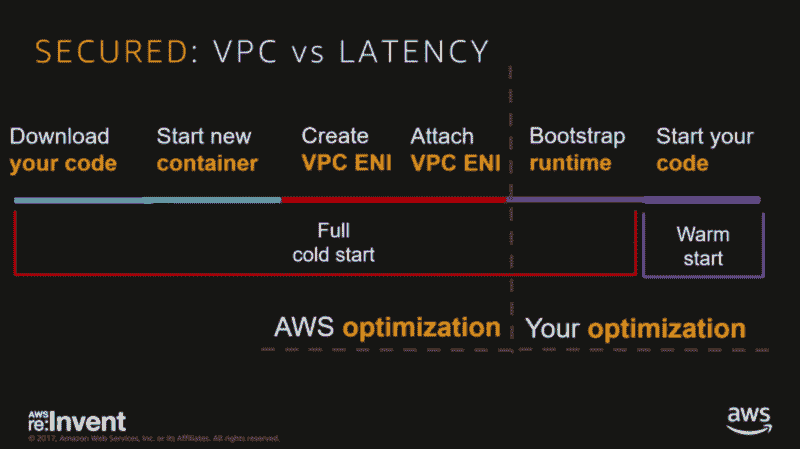 SECURED: VPC vs LATENCY
Download
your code
Start new
container
Create
VPC ENI
Attach
VPC ENI
Bootstrap
runtime
Start your
code
Full
cold start
Warm
start
AWS optimization
Your optimization
AWS
re:Invent
© 2017, Amazon Web Services, Inc. or its Affiliates. All rights reserved.
aws